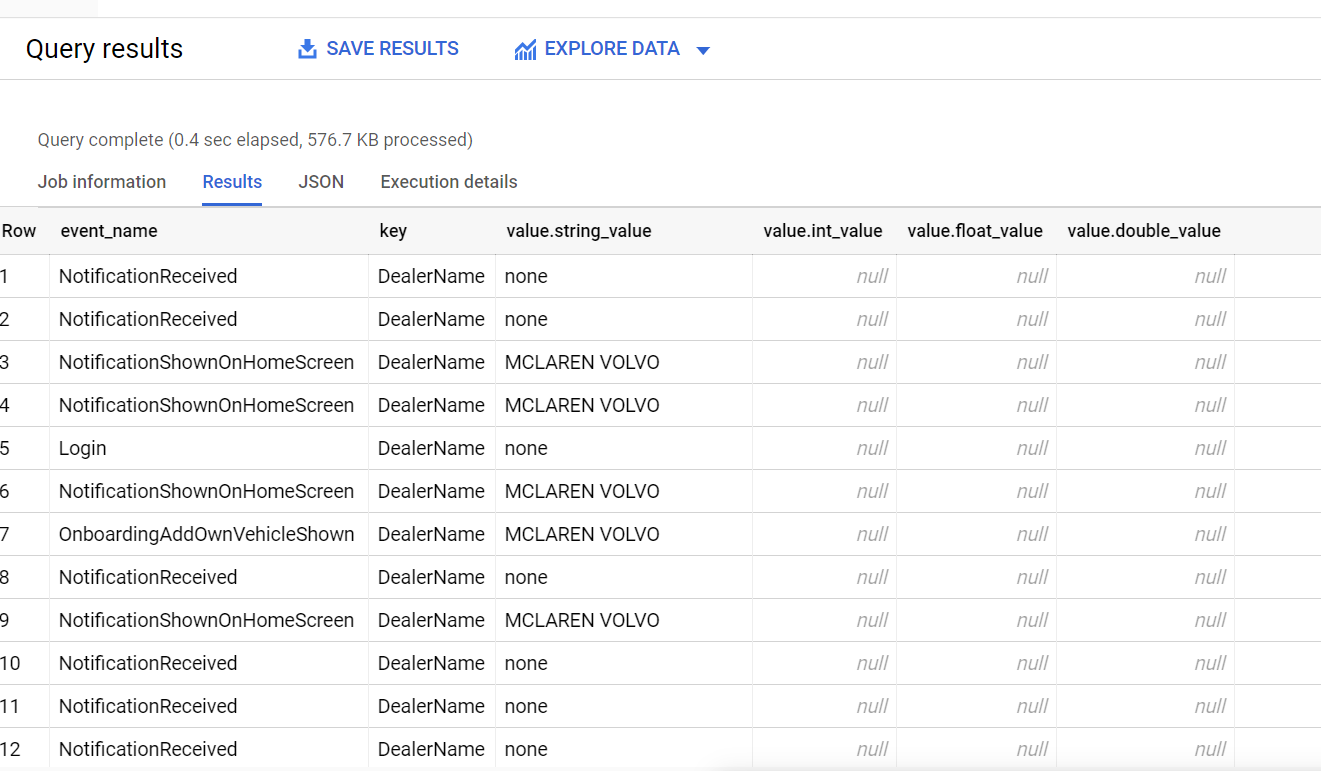 Query results SAVE RESULTS EXPLORE DATA
Query complete (0.4 sec elapsed, 576.7 KB processed)
Job information Results JSON Execution details
Row event_name key value.string_value value.int_value value.float_value value.double_value
1 NotificationReceived DealerName none null null null
2 NotificationReceived DealerName none null null null
3 NotificationShownOnHomeScreen DealerName MCLAREN VOLVO null null null
4 NotificationShownOnHomeScreen DealerName MCLAREN VOLVO null null null
5 Login DealerName none null null null
6 NotificationShownOnHomeScreen DealerName MCLAREN VOLVO null null null
7 OnboardingAddOwnVehicleShown DealerName MCLAREN VOLVO null null null
8 NotificationReceived DealerName none null null null
9 NotificationShownOnHomeScreen DealerName MCLAREN VOLVO null null null
10 NotificationReceived DealerName none null null null
11 NotificationReceived DealerName none null null null
12 NotificationReceived DealerName none null null null